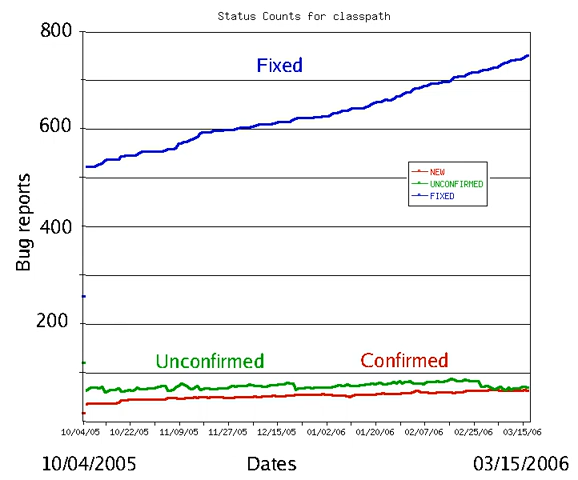 Status Counts for classpath
800
Fixed
600
NEW
UNCONFIRMED
FIXED
400
Bug reports
200
Unconfirmed
Confirmed
10/04/05 10/22/05 11/09/05 11/27/05 12/15/05 01/02/06 01/20/06 02/07/06 02/25/06 03/15/06
10/04/2005 Dates 03/15/2006